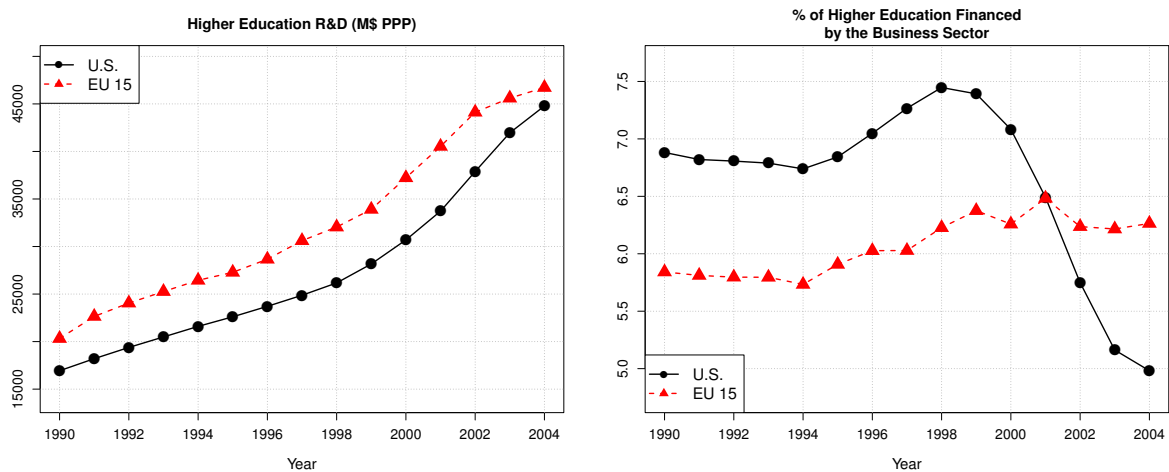 Higher Education R&D (M$ PPP)
U.S.
EU 15
45000
35000
25000
15000
1990 1992 1994 1996 1998 2000 2002 2004
Year
% of Higher Education Financed
by the Business Sector
7.5
7.0
6.5
6.0
5.5
5.0
U.S.
EU 15
1990 1992 1994 1996 1998 2000 2002 2004
Year